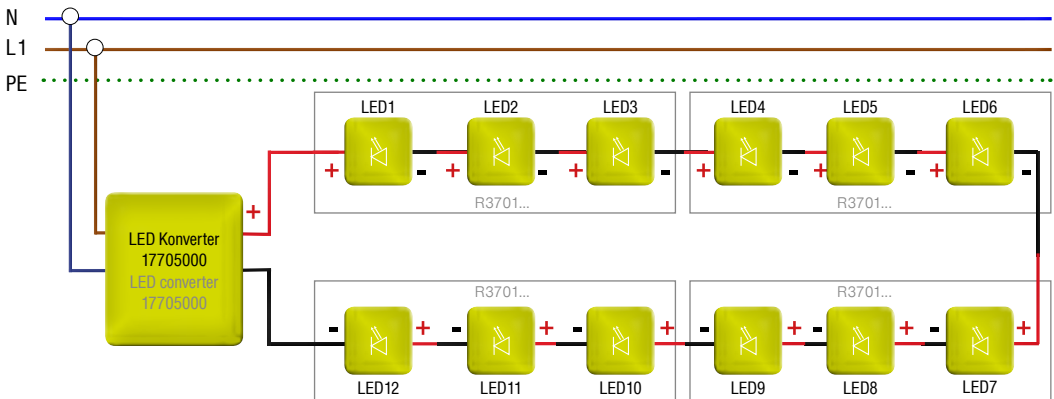 N
L1
PE
LED1 LED2 LED3 LED4 LED5 LED6
+ - + - + - + - + - + -
R3701... R3701...
+
LED Konverter
17705000
LED converter
17705000
R3701... R3701...
- + - + - + - + - + - +
LED12 LED11 LED10 LED9 LED8 LED7